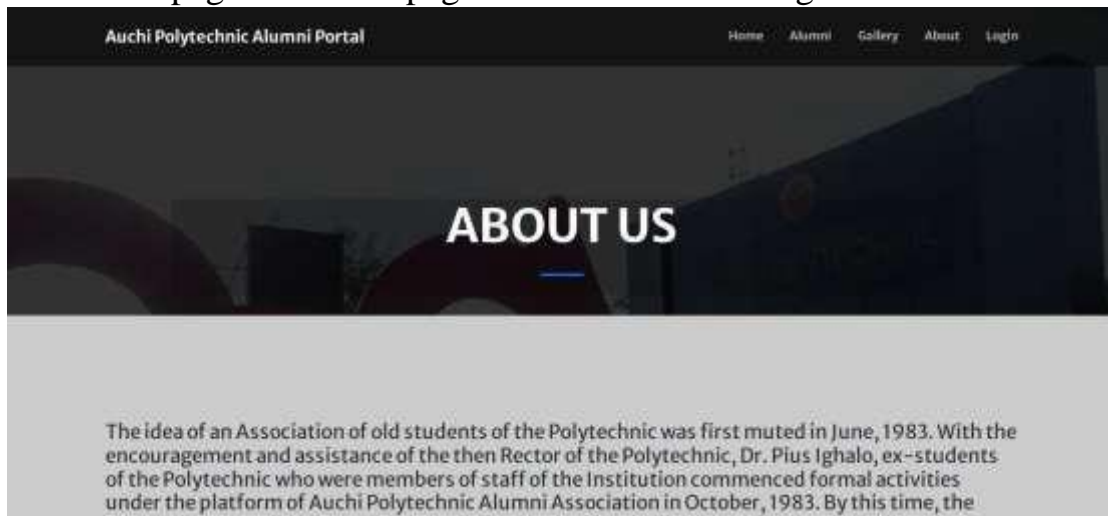 Auchi Polytechnic Alumni Portal
Home Alumni Gallery About Login
ABOUT US
The idea of an Association of old students of the Polytechnic was first muted in June, 1983. With the
encouragement and assistance of the then Rector of the Polytechnic, Dr. Pius Ighalo, ex-students
of the Polytechnic who were members of staff of the Institution commenced formal activities
under the platform of Auchi Polytechnic Alumni Association in October, 1983. By this time, the